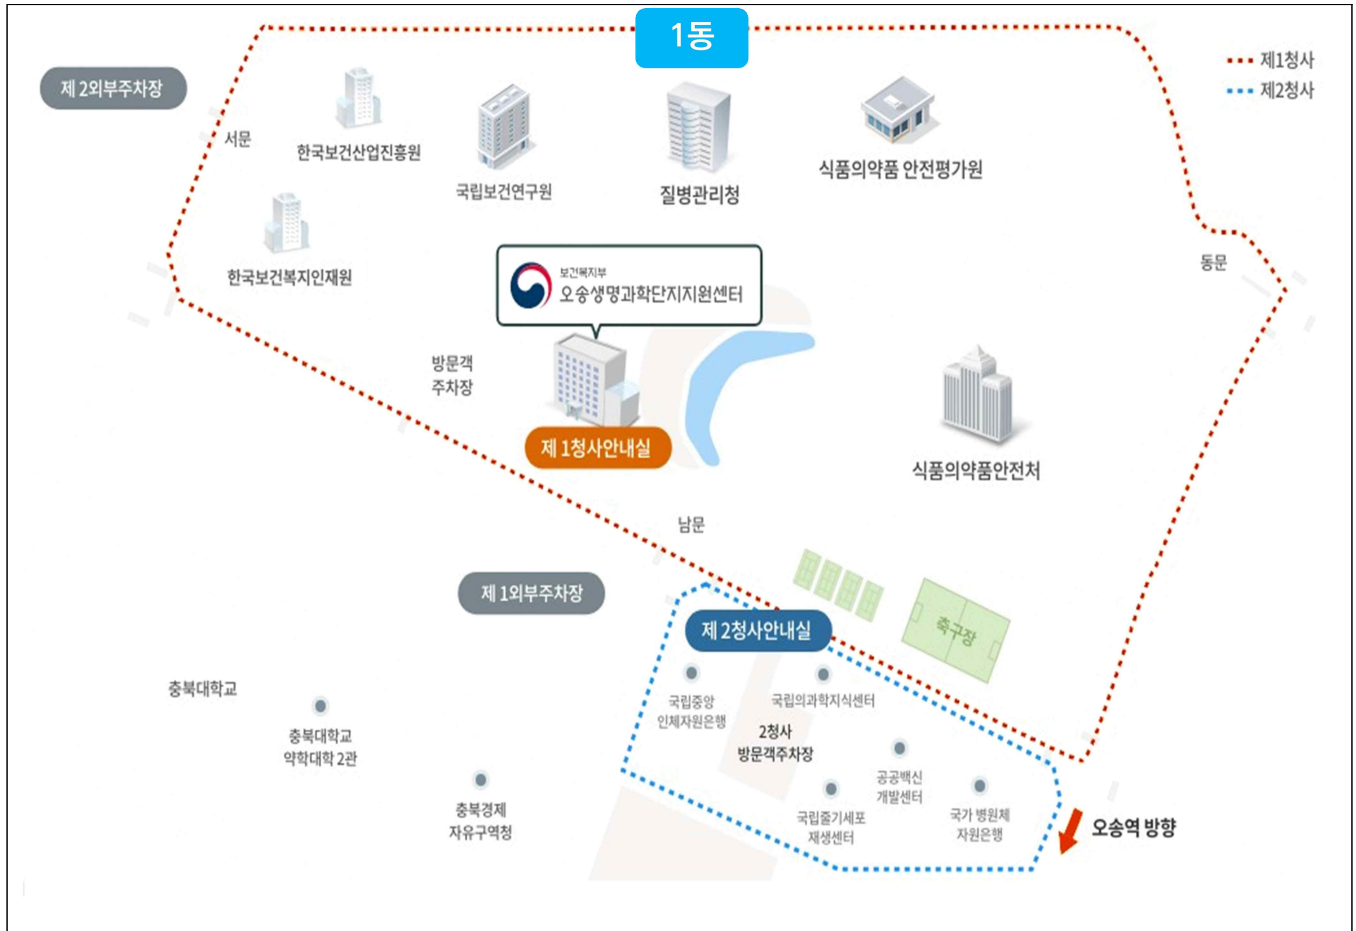 1동
제1청사
제2청사
제 2외부주차장
서문
한국보건산업진흥원
국립보건연구원
질병관리청
식품의약품 안전평가원
한국보건복지인재원
동문
보건복지부
오송생명과학단지지원센터
방문객
주차장
제 1청사안내실
식품의약품안전처
남문
제 1외부주차장
축구장
제 2청사안내실
충북대학교
충북대학교
약학대학 2관
국립중앙
인체자원은행
국립의과학지식센터
2청사
방문객주차장
충북경제
자유구역청
공공백신
개발센터
국립줄기세포
재생센터
국가 병원체
자원은행
오송역 방향